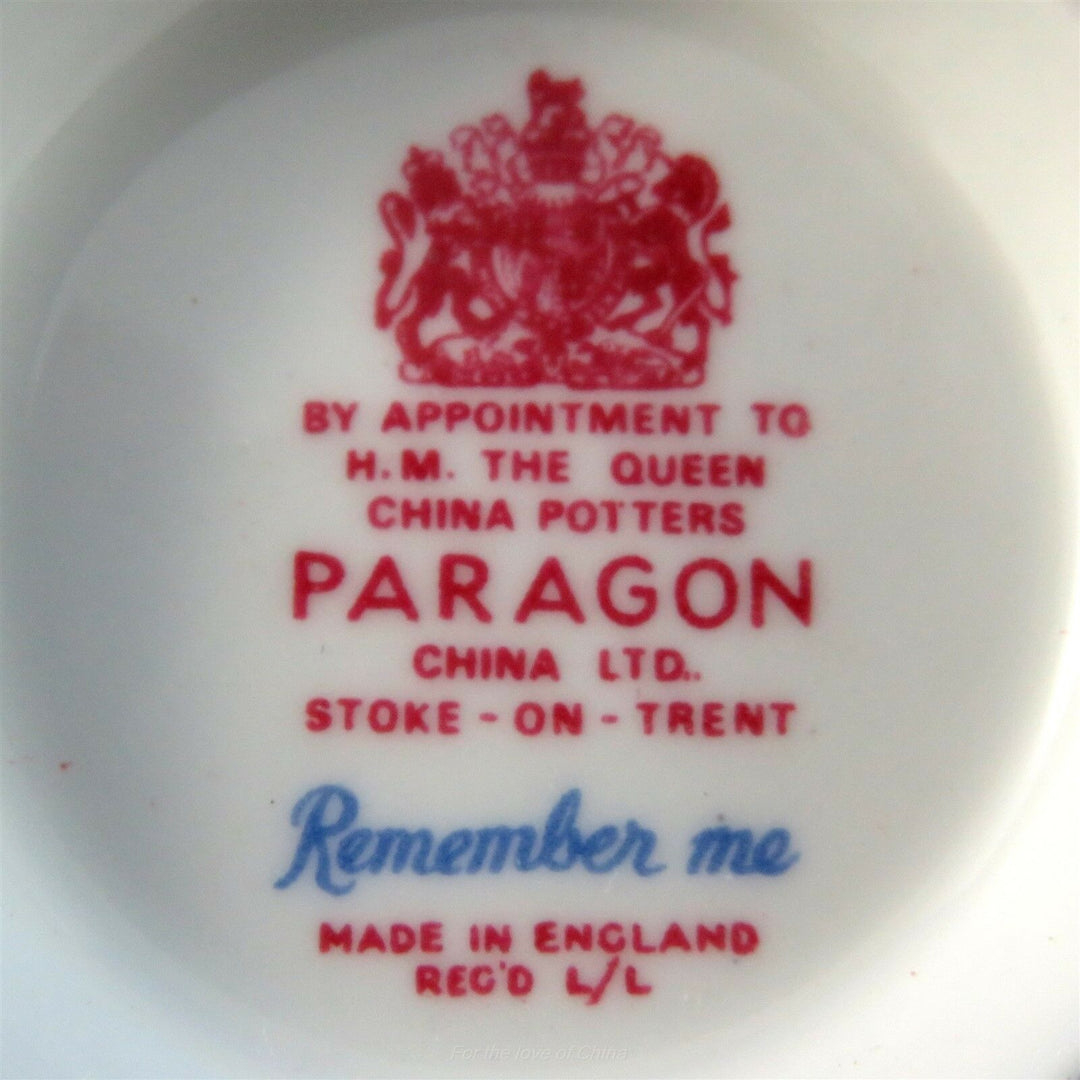 BY APPOINTMENT TO
H.M. THE QUEEN
CHINA POTTERS
PARAGON
CHINA LTD..
STOKE - ON - TRENT
Remember me
MADE IN ENGLAND
REG'D L/L
For the love of China